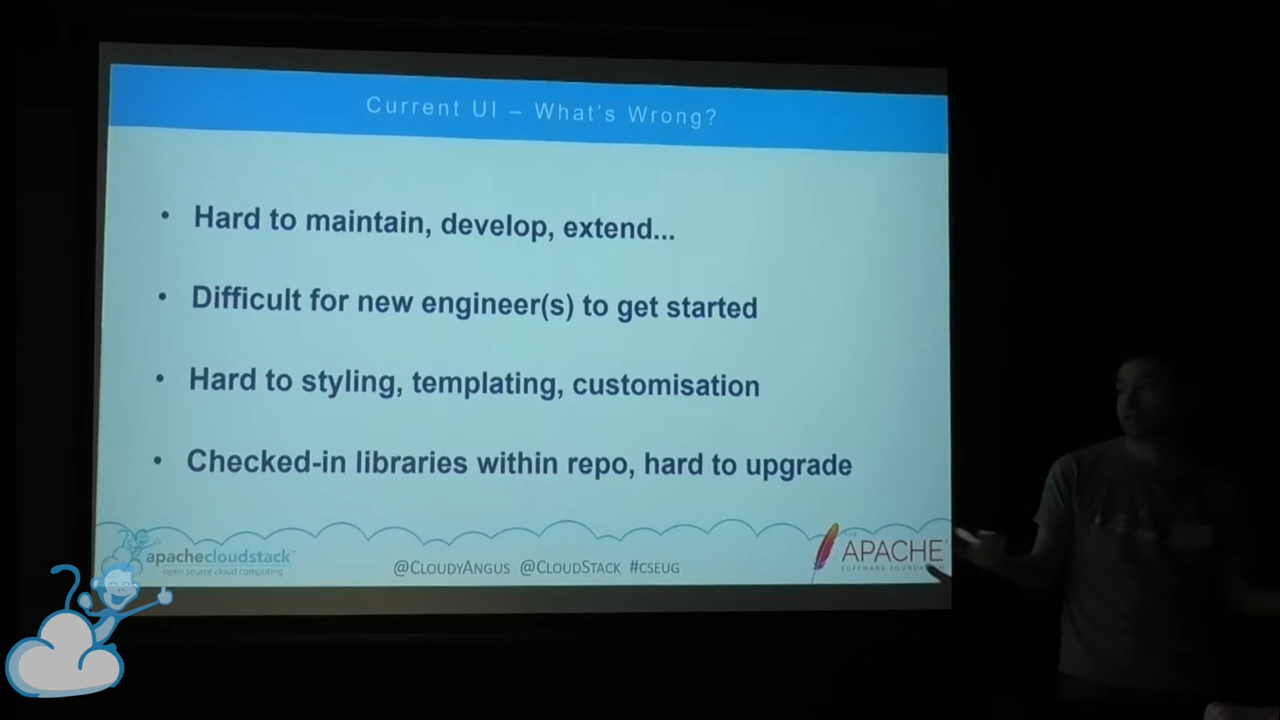 Current UI – What's Wrong?
• Hard to maintain, develop, extend...
• Difficult for new engineer(s) to get started
• Hard to styling, templating, customisation
• Checked-in libraries within repo, hard to upgrade
apachecloudstack™
open source cloud computing
@CLOUDYANGUS @CLOUDSTACK #CSEUG
THE
APACHE
SOFTWARE FOUNDATION